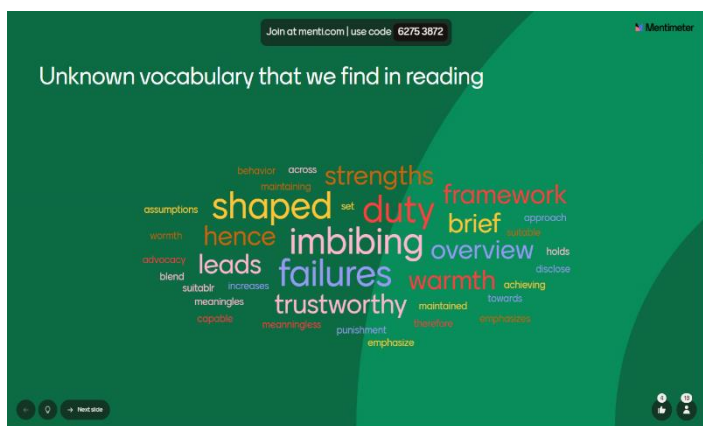 Join at menti.com | use code 6275 3872
Mentimeter
Unknown vocabulary that we find in reading
behavior across strengths
maintaining framework
assumptions shaped set duty brief approach
suitable
warmth hence imbibing overview holds
advocacy leads failures warmth disclose
blend
suitablr increases achieving
meaningles trustworthy maintained towards
capable meanningless punishment therefore emphasizes
emphasize
Next slide
4
13